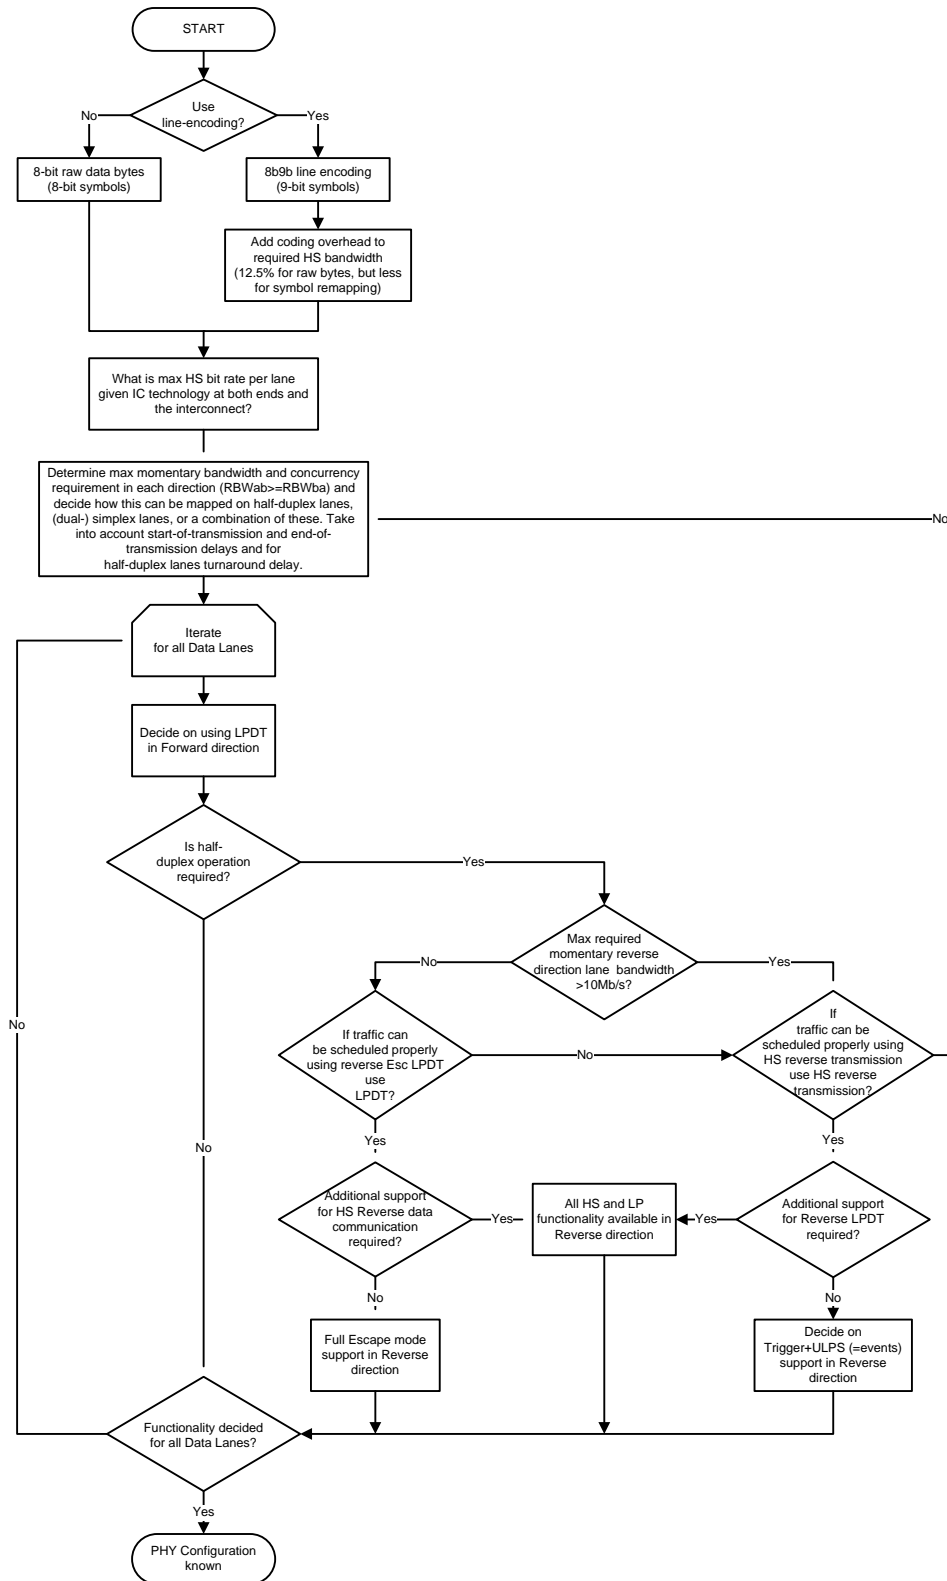 START
Use
line-encoding?
No
Yes
8-bit raw data bytes
(8-bit symbols)
8b9b line encoding
(9-bit symbols)
Add coding overhead to
required HS bandwidth
(12.5% for raw bytes, but less
for symbol remapping)
What is max HS bit rate per lane
given IC technology at both ends and
the interconnect?
Determine max momentary bandwidth and concurrency
requirement in each direction (RBWab>=RBWba) and
decide how this can be mapped on half-duplex lanes,
(dual-) simplex lanes, or a combination of these. Take
into account start-of-transmission and end-of-
transmission delays and for
half-duplex lanes turnaround delay.
No
Iterate
for all Data Lanes
Decide on using LPDT
in Forward direction
Is half-
duplex operation
required?
Yes
Max required
momentary reverse
direction lane bandwidth
>10Mb/s?
No
Yes
No
If traffic can
be scheduled properly
using reverse Esc LPDT
use
LPDT?
No
If
traffic can be
scheduled properly using
HS reverse transmission
use HS reverse
transmission?
No
Yes
Yes
Additional support
for HS Reverse data
communication
required?
Yes
All HS and LP
functionality available in
Reverse direction
Yes
Additional support
for Reverse LPDT
required?
No
No
Full Escape mode
support in Reverse
direction
Decide on
Trigger+ULPS (=events)
support in Reverse
direction
Functionality decided
for all Data Lanes?
Yes
PHY Configuration
known